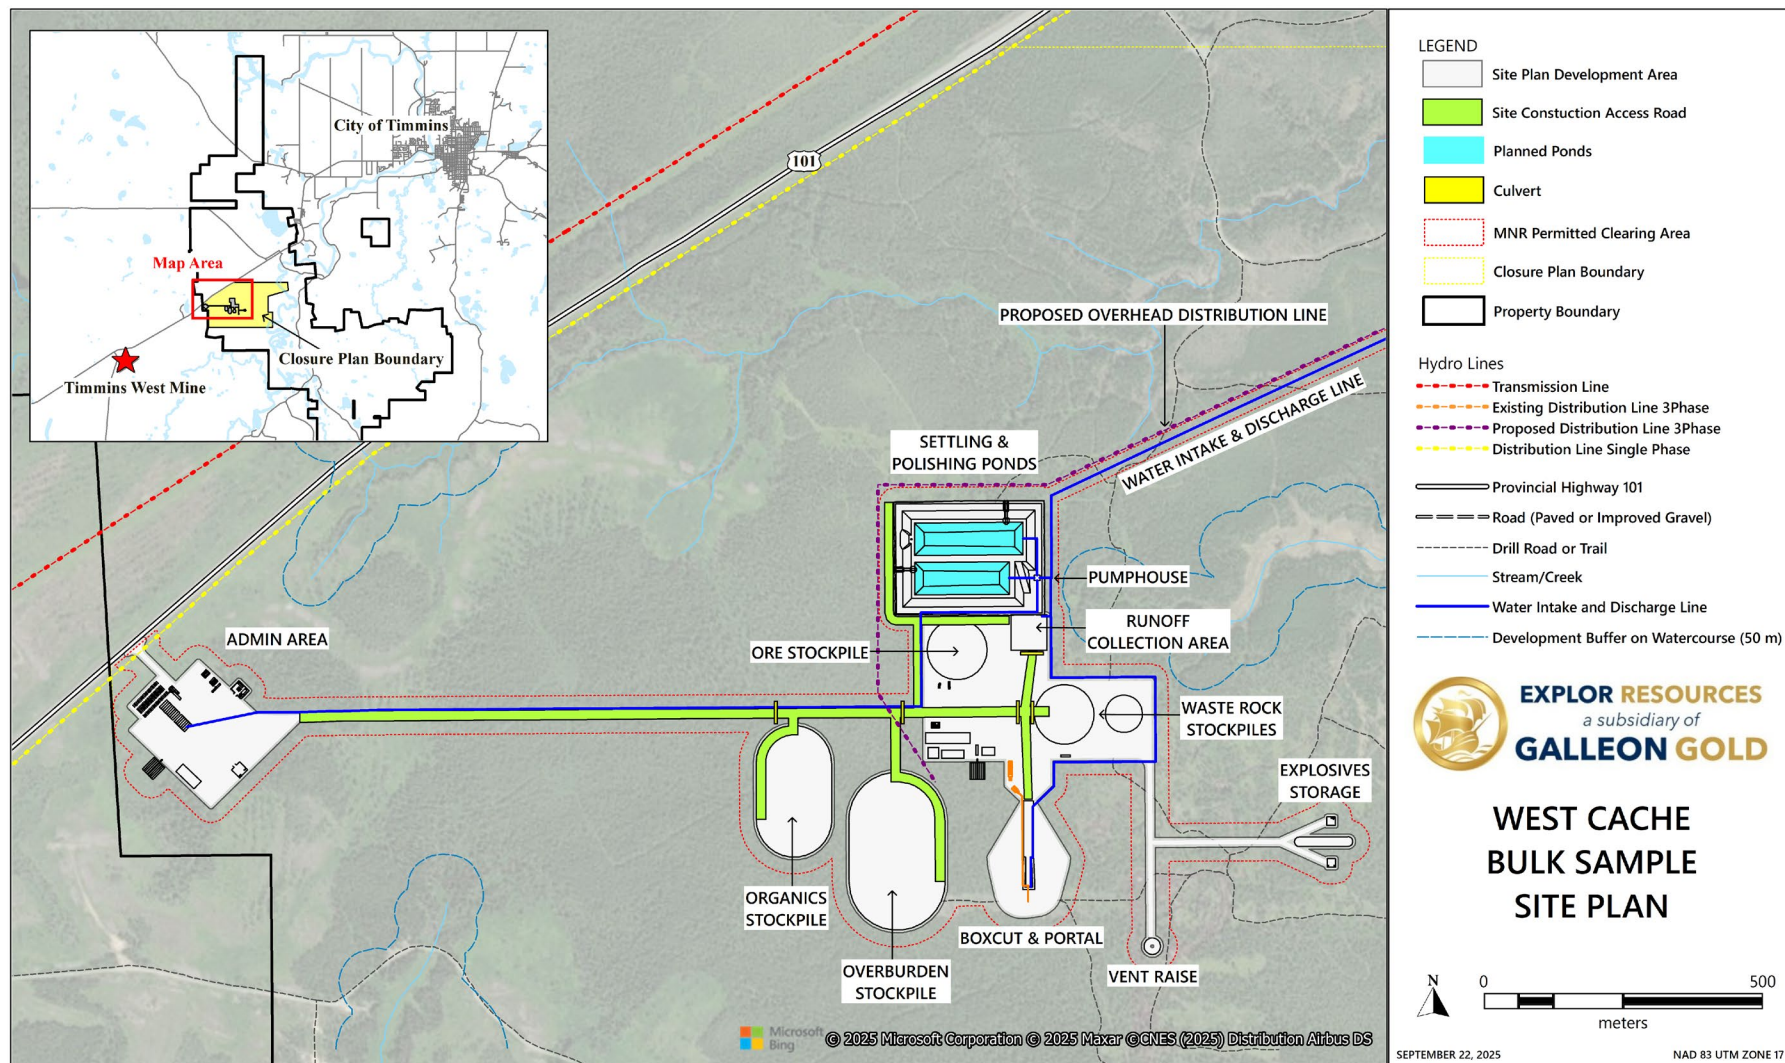 City of Timmins
Map Area
Closure Plan Boundary
Timmins West Mine
101
PROPOSED OVERHEAD DISTRIBUTION LINE
WATER INTAKE & DISCHARGE LINE
SETTLING &
POLISHING PONDS
PUMPHOUSE
RUNOFF
COLLECTION AREA
ORE STOCKPILE
ADMIN AREA
WASTE ROCK
STOCKPILES
EXPLOSIVES
STORAGE
ORGANICS
STOCKPILE
OVERBURDEN
STOCKPILE
BOXCUT & PORTAL
VENT RAISE
Microsoft
Bing
© 2025 Microsoft Corporation © 2025 Maxar ©CNES (2025) Distribution Airbus DS
LEGEND
Site Plan Development Area
Site Constuction Access Road
Planned Ponds
Culvert
MNR Permitted Clearing Area
Closure Plan Boundary
Property Boundary
Hydro Lines
Transmission Line
Existing Distribution Line 3Phase
Proposed Distribution Line 3Phase
Distribution Line Single Phase
Provincial Highway 101
Road (Paved or Improved Gravel)
Drill Road or Trail
Stream/Creek
Water Intake and Discharge Line
Development Buffer on Watercourse (50 m)
EXPLOR RESOURCES
a subsidiary of
GALLEON GOLD
WEST CACHE
BULK SAMPLE
SITE PLAN
N
0 500
meters
SEPTEMBER 22, 2025
NAD 83 UTM ZONE 17